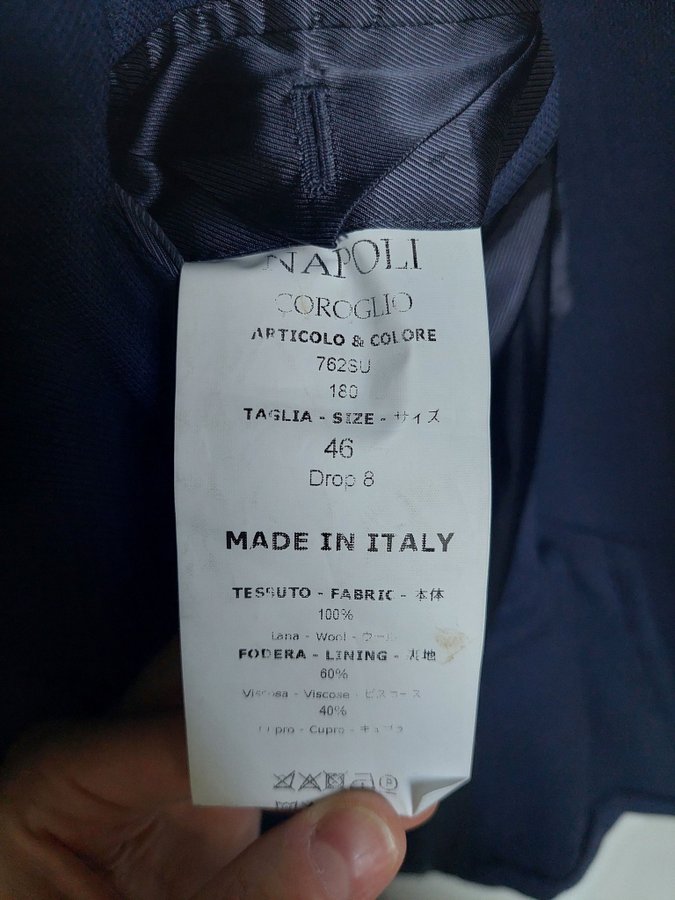 NAPOLI
COROGLIO
ARTICOLO & COLORE
762SU
180
TAGLIA - SIZE - サイズ
46
Drop 8
MADE IN ITALY
TESSUTO - FABRIC - 本体
100%
Lana - Wool - ウール
FODERA - LINING - 裏地
60%
Viscosa - Viscose - ビスコース
40%
Cupro - Cupro - キュプラ